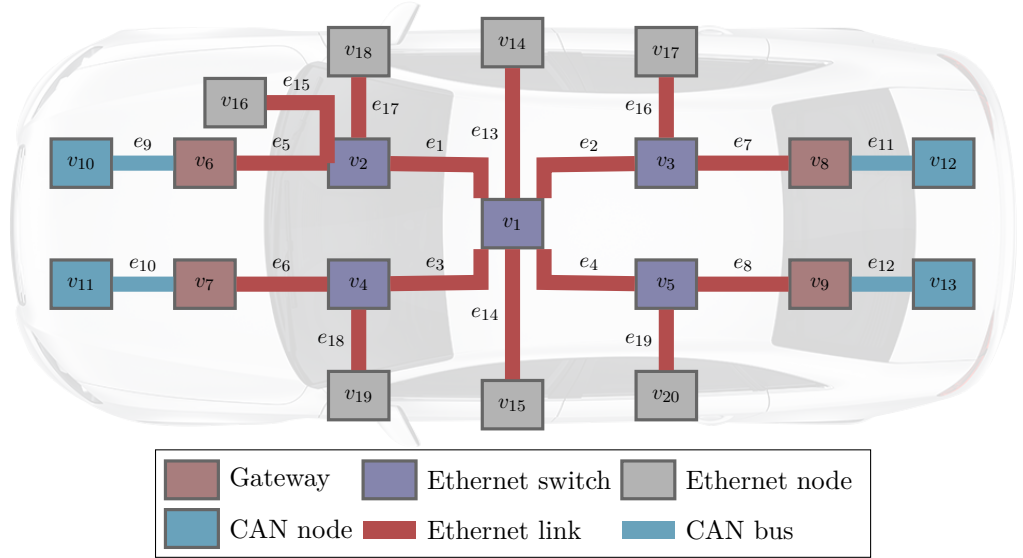 v18 v14 v17
e15
v16 e17 e13 e16
e9 e5 e1 e2 e7 e11
v10 v6 v2 v3 v8 v12
v1
e10 e6 e3 e4 e8 e12
v11 v7 v4 v5 v9 v13
e14
e18 e19
v19 v15 v20
Gateway Ethernet switch Ethernet node
CAN node Ethernet link CAN bus